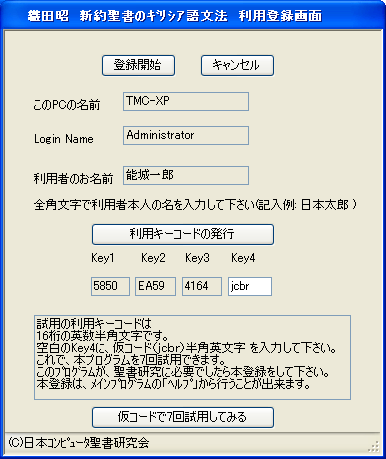 織田昭　新約聖書のｷﾞﾘｼｱ語文法　利用登録画面
登録開始　キャンセル
このPCの名前　TMC-XP
Login Name　Administrator
利用者のお名前　能城一郎
全角文字で利用者本人の名を入力して下さい(記入例: 日本太郎 )
利用キーコードの発行
Key1　Key2　Key3　Key4
5850　EA59　4164　jcbr
試用の利用キーコードは
16桁の英数半角文字です。
空白のKey4に、仮コード(jcbr)半角英文字 を入力して下さい。
これで、本プログラムを7回試用できます。
このプログラムが、聖書研究に必要でしたら本登録をして下さい。
本登録は、ﾒｲﾝﾌﾟﾛｸﾞﾗﾑの｢ﾍﾙﾌﾟ｣から行うことが出来ます。
仮コードで7回試用してみる
(C)日本ｺﾝﾋﾟｭｰﾀ聖書研究会